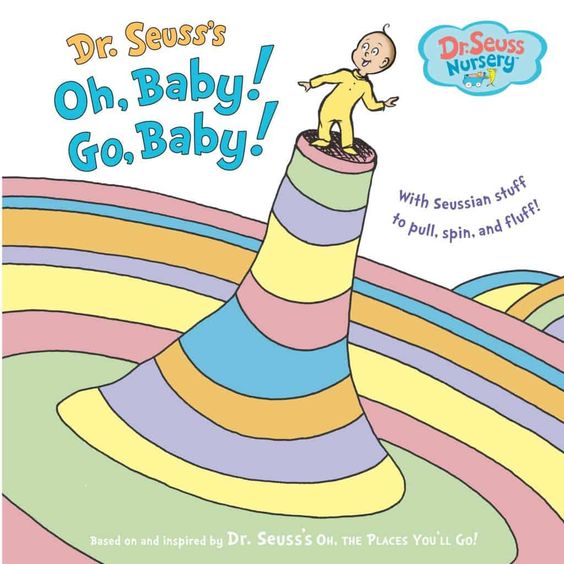 Dr. Seuss's
Oh, Baby!
Go, Baby!
Dr. Seuss
Nursery™
With Seussian stuff
to pull, spin, and fluff!
Based on and inspired by Dr. Seuss's Oh, the Places You'll Go!